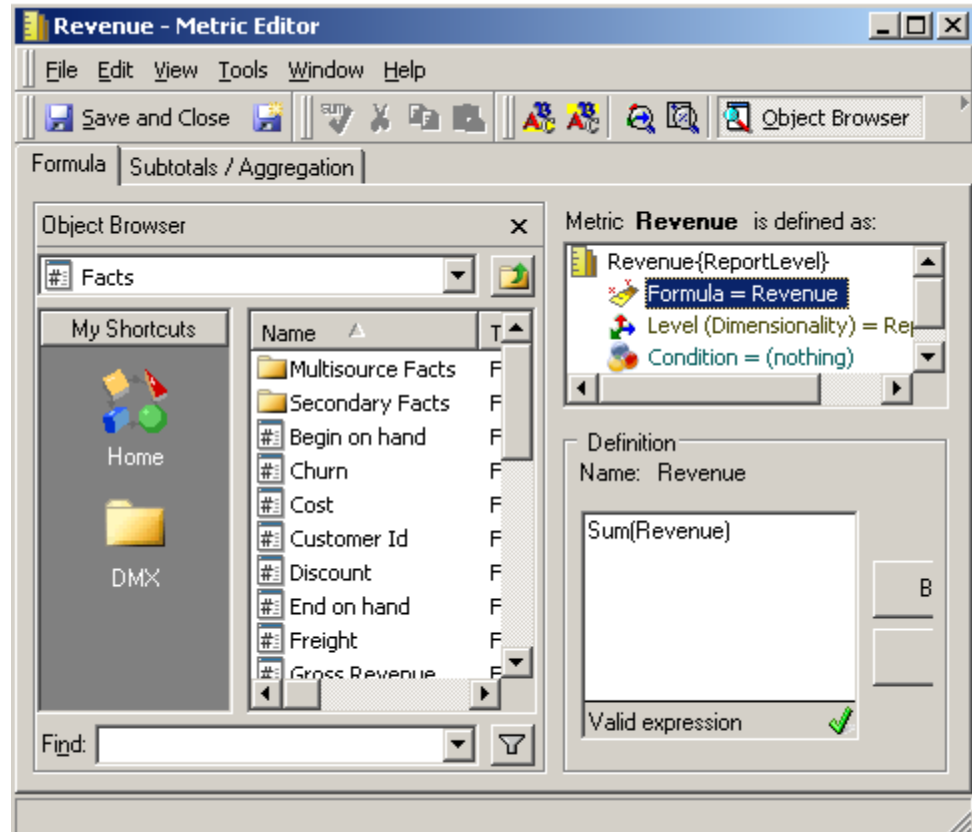 Revenue - Metric Editor
File Edit View Tools Window Help
Save and Close
Object Browser
Formula
Subtotals / Aggregation
Object Browser
Facts
My Shortcuts
Home
DMX
Name T
Multisource Facts F
Secondary Facts F
Begin on hand F
Churn F
Cost F
Customer Id F
Discount F
End on hand F
Freight F
Gross Revenue F
Find:
Metric Revenue is defined as:
Revenue{ReportLevel}
Formula = Revenue
Level (Dimensionality) = Rep
Condition = (nothing)
Definition
Name: Revenue
Sum(Revenue)
B
Valid expression